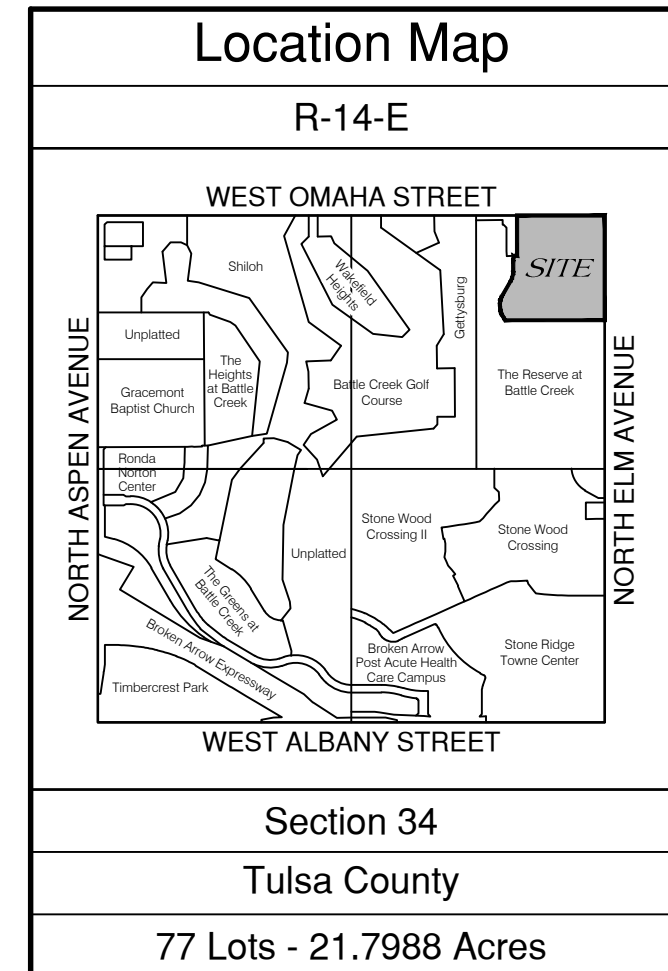 Location Map
R-14-E
WEST OMAHA STREET
SITE
Shiloh
Wakefield
Heights
Gettysburg
Unplatted
The
Heights
at Battle
Creek
Gracemont
Baptist Church
Battle Creek Golf
Course
The Reserve at
Battle Creek
NORTH ASPEN AVENUE
NORTH ELM AVENUE
Ronda
Norton
Center
Stone Wood
Crossing II
Stone Wood
Crossing
Unplatted
The Greens at
Battle Creek
Broken Arrow Expressway
Broken Arrow
Post Acute Health
Care Campus
Stone Ridge
Towne Center
Timbercrest Park
WEST ALBANY STREET
Section 34
Tulsa County
77 Lots - 21.7988 Acres